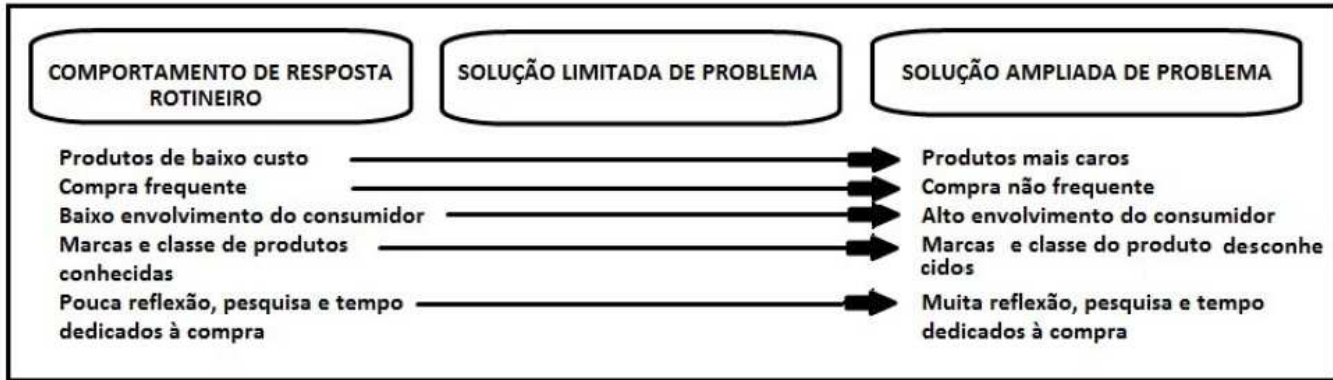 COMPORTAMENTO DE RESPOSTA
ROTINEIRO
SOLUÇÃO LIMITADA DE PROBLEMA
SOLUÇÃO AMPLIADA DE PROBLEMA
Produtos de baixo custo
Produtos mais caros
Compra frequente
Compra não frequente
Baixo envolvimento do consumidor
Alto envolvimento do consumidor
Marcas e classe de produtos
conhecidas
Marcas e classe do produto desconhe
cidos
Pouca reflexão, pesquisa e tempo
dedicados à compra
Muita reflexão, pesquisa e tempo
dedicados à compra